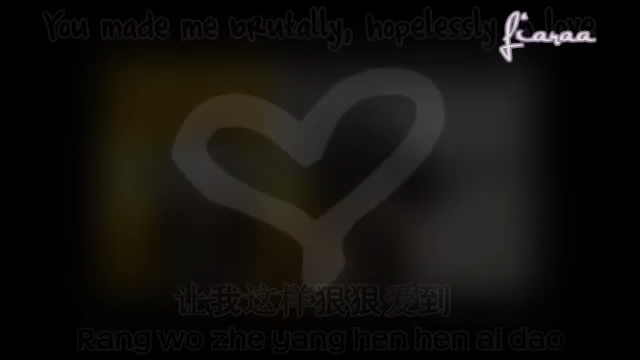 You made me brutally, hopelessly love
Fiaraa
让我这样狠狠爱到
Rang wo zhe yang hen hen ai dao